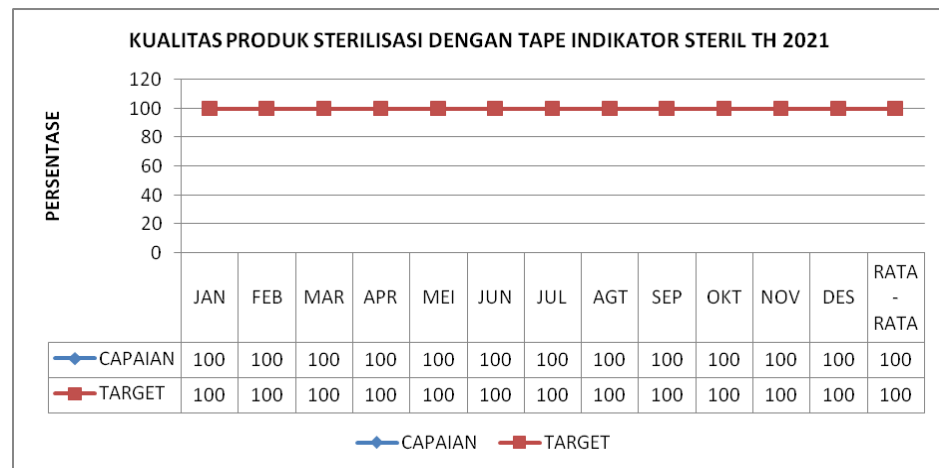 KUALITAS PRODUK STERILISASI DENGAN TAPE INDIKATOR STERIL TH 2021
PERSENTASE
120
100
80
60
40
20
0
JAN FEB MAR APR MEI JUN JUL AGT SEP OKT NOV DES RATA - RATA
CAPAIAN 100 100 100 100 100 100 100 100 100 100 100 100 100
TARGET 100 100 100 100 100 100 100 100 100 100 100 100 100
CAPAIAN TARGET